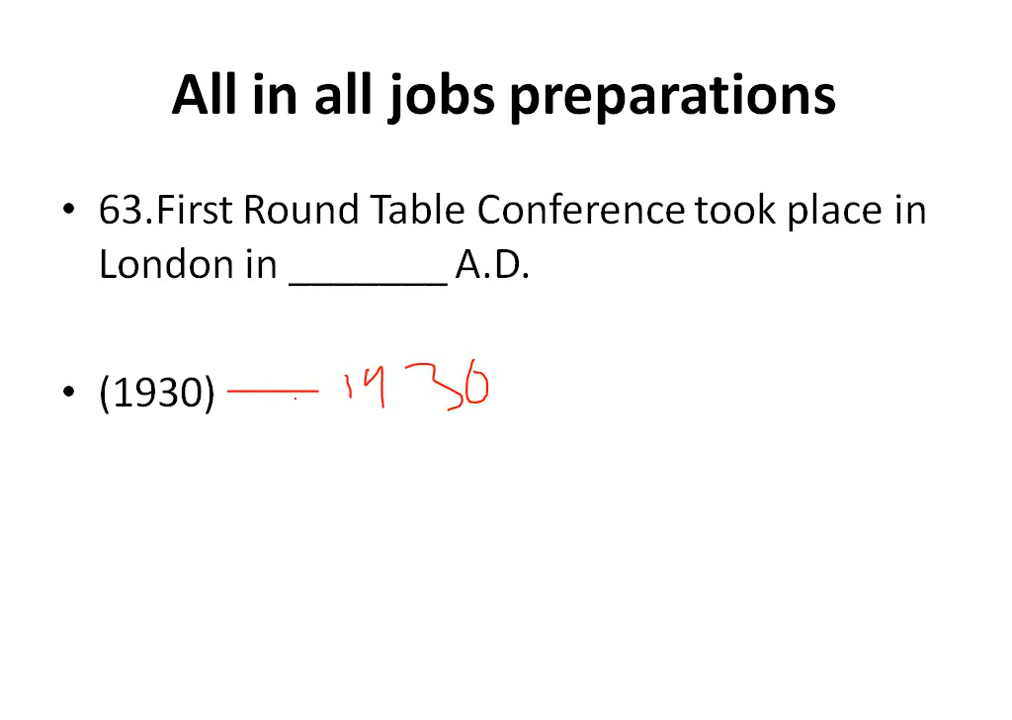 All in all jobs preparations
• 63.First Round Table Conference took place in
London in _______ A.D.
• (1930) — 1930